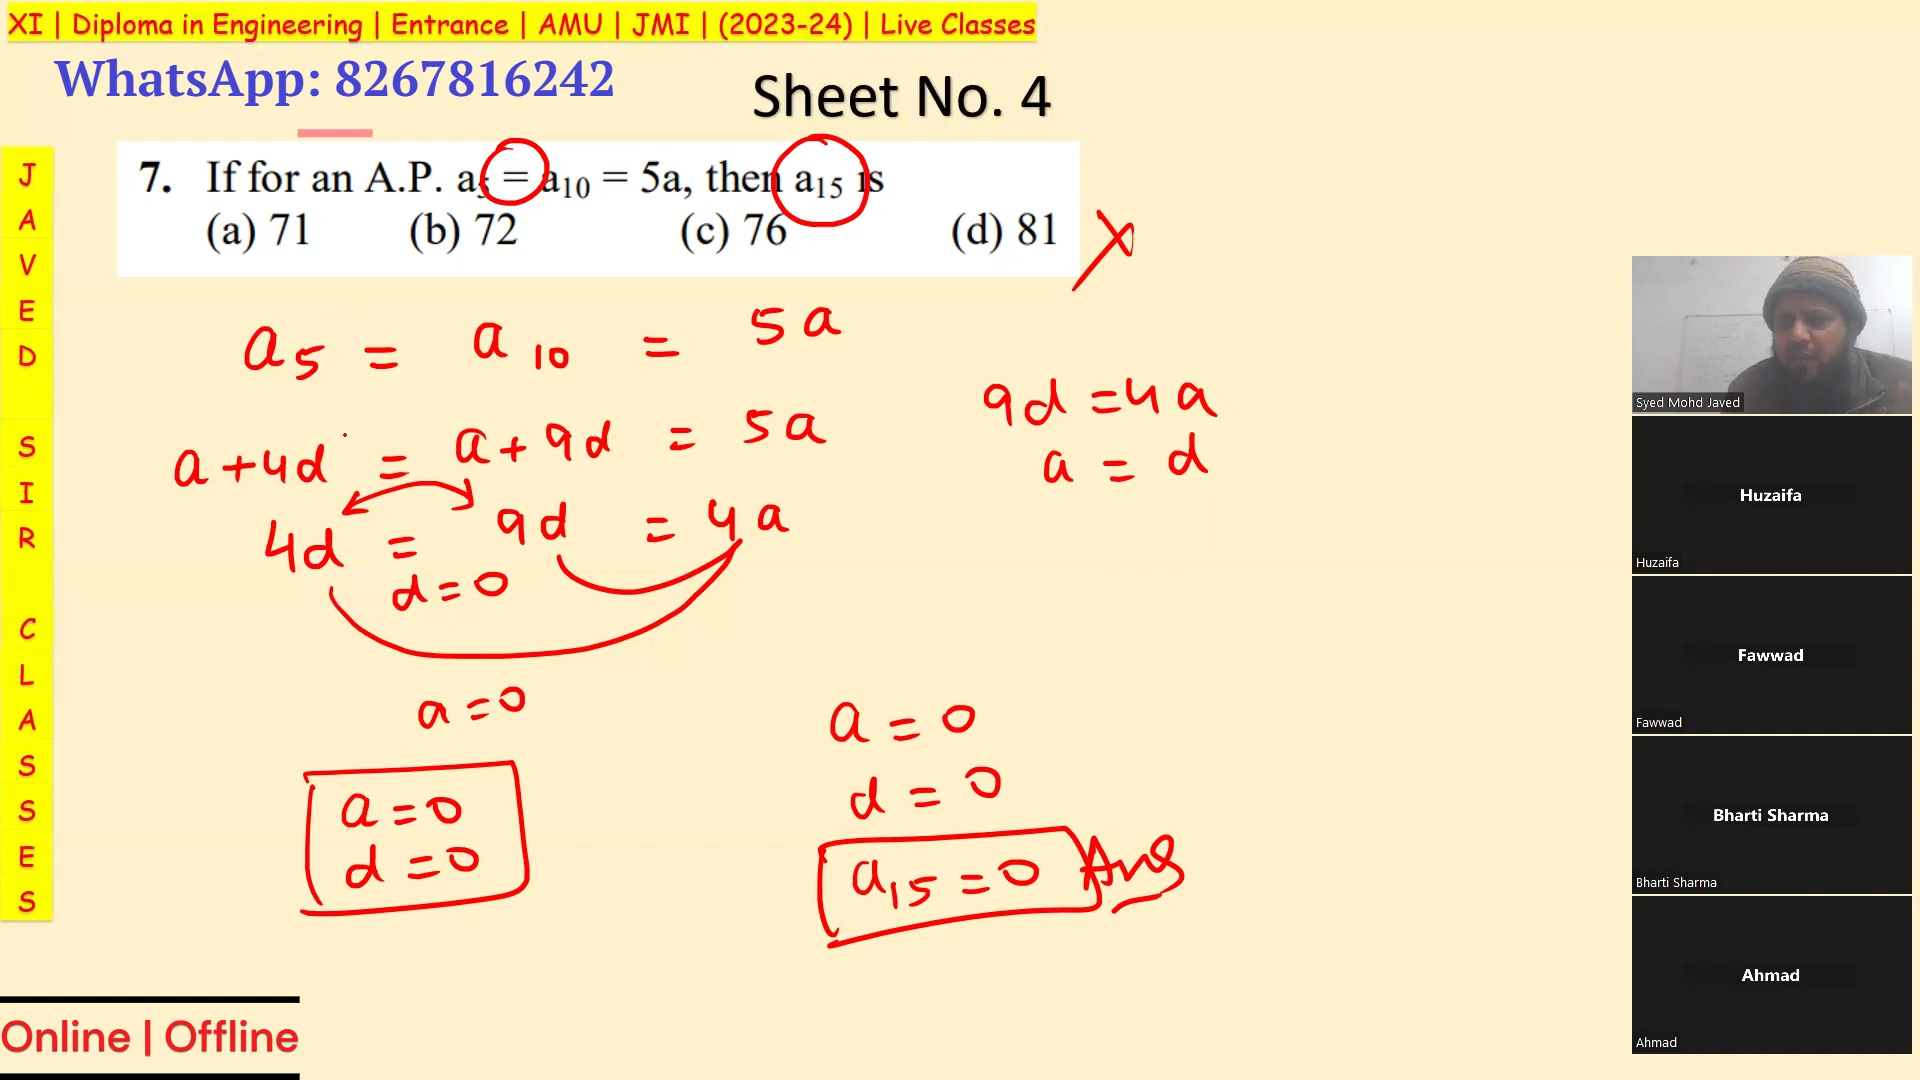 XI | Diploma in Engineering | Entrance | AMU | JMI | (2023-24) | Live Classes
WhatsApp: 8267816242
Sheet No. 4
JAVED SIR CLASSES
7. If for an A.P. a5 = a10 = 5a, then a15 is
(a) 71 (b) 72 (c) 76 (d) 81
a5 = a10 = 5a
a+4d = a+9d = 5a
4d = 9d = 4a
d=0
a=0
a=0
d=0
9d=4a
a = d
a = 0
d = 0
a15 = 0 Ans
Online | Offline
Syed Mohd Javed
Huzaifa
Huzaifa
Fawwad
Fawwad
Bharti Sharma
Bharti Sharma
Ahmad
Ahmad